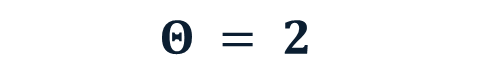 Θ = 2